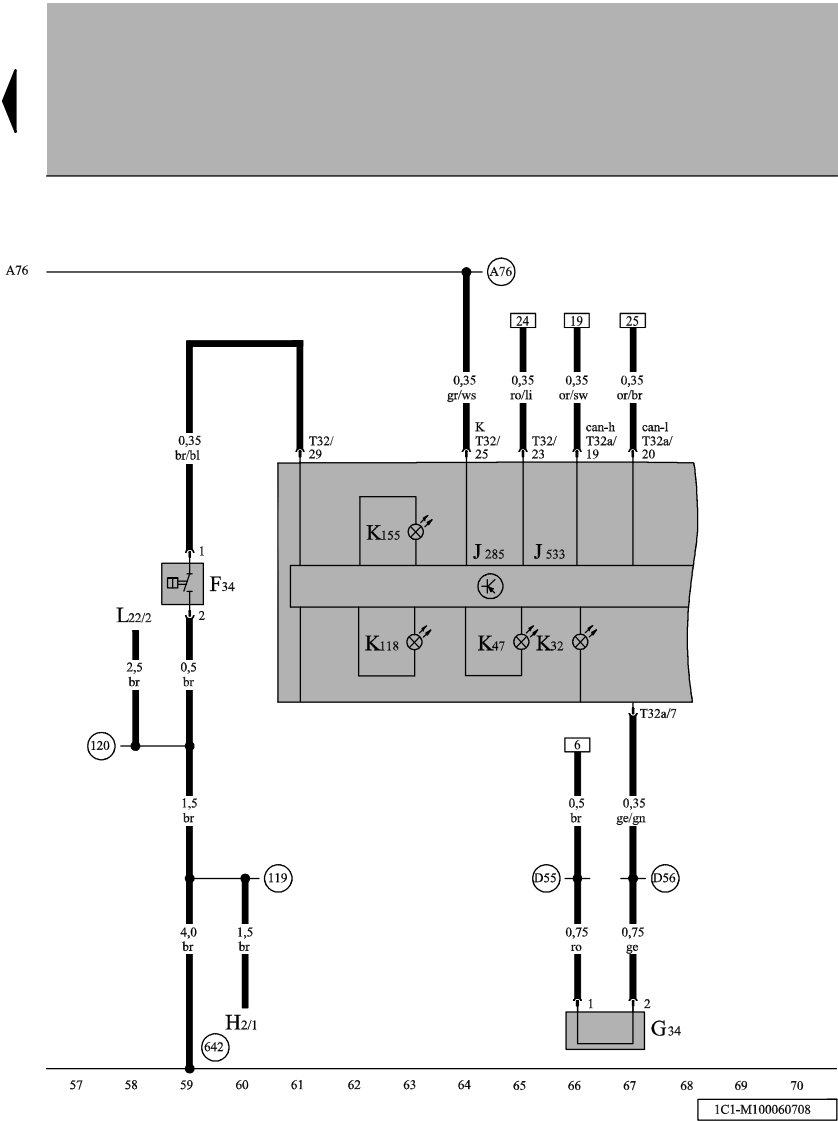 A76
A76
24
19
25
0,35
gr/ws
0,35
ro/li
0,35
or/sw
0,35
or/br
0,35
br/bl
T32/
29
K
T32/
25
T32/
23
can-h
T32a/
19
can-l
T32a/
20
K155
J285
J533
1
F34
2
L22/2
K118
K47
K32
2,5
br
0,5
br
T32a/7
120
6
1,5
br
0,5
br
0,35
ge/gn
119
D55
D56
4,0
br
1,5
br
0,75
ro
0,75
ge
1
2
H2/1
G34
642
57 58 59 60 61 62 63 64 65 66 67 68 69 70
1C1-M100060708